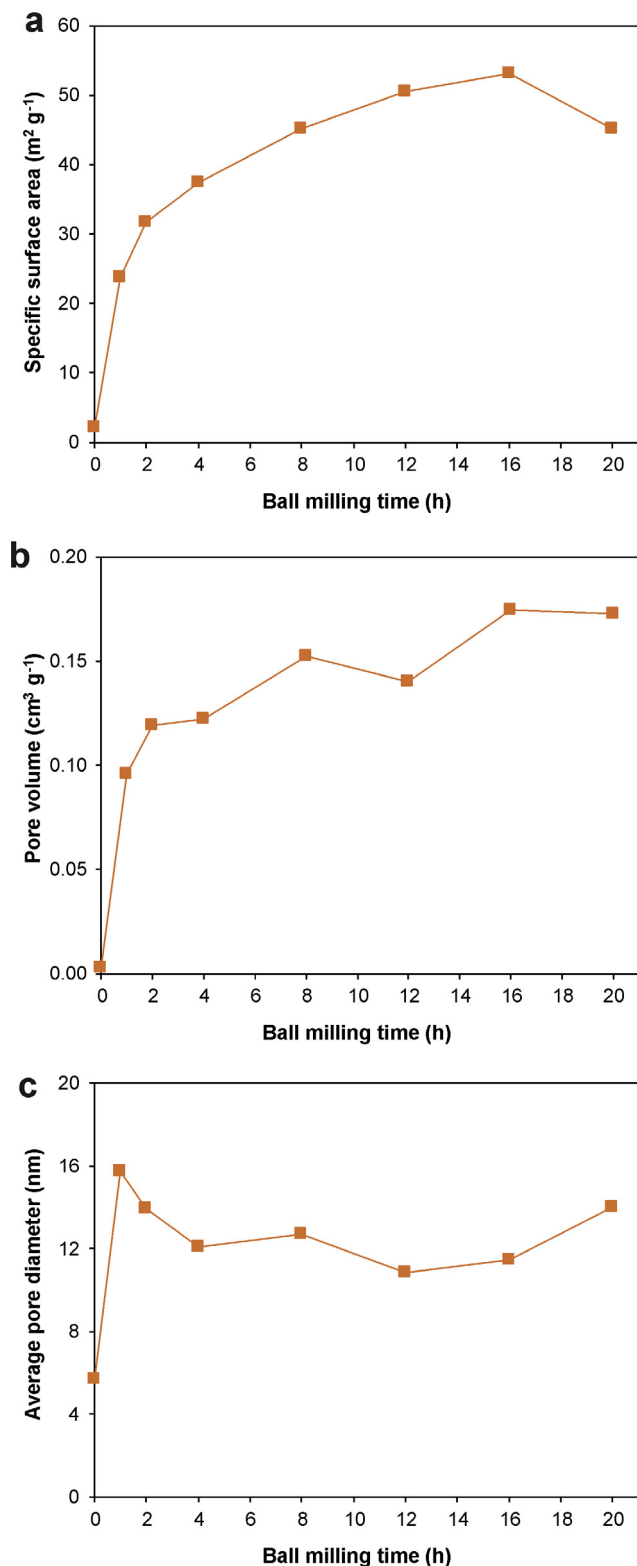 a
60
50
40
30
20
10
0
Specific surface area (m² g⁻¹)
0 2 4 6 8 10 12 14 16 18 20
Ball milling time (h)
b
0.20
0.15
0.10
0.05
0.00
Pore volume (cm³ g⁻¹)
0 2 4 6 8 10 12 14 16 18 20
Ball milling time (h)
c
20
16
12
8
4
0
Average pore diameter (nm)
0 2 4 6 8 10 12 14 16 18 20
Ball milling time (h)